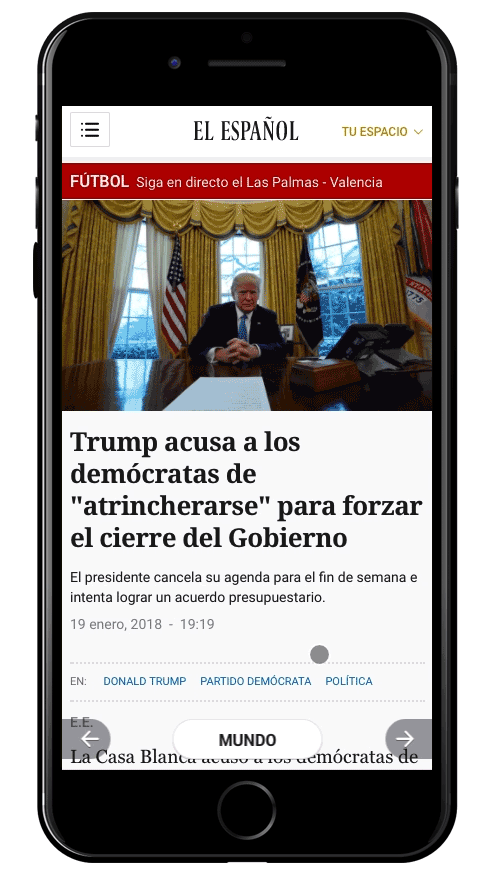 EL ESPAÑOL
TU ESPACIO
FÚTBOL Siga en directo el Las Palmas - Valencia
Trump acusa a los
demócratas de
"atrincherarse" para forzar
el cierre del Gobierno
El presidente cancela su agenda para el fin de semana e
intenta lograr un acuerdo presupuestario.
19 enero, 2018 - 19:19
EN: DONALD TRUMP PARTIDO DEMÓCRATA POLÍTICA
E.E.
MUNDO
La Casa Blanca acusó a los demócratas de